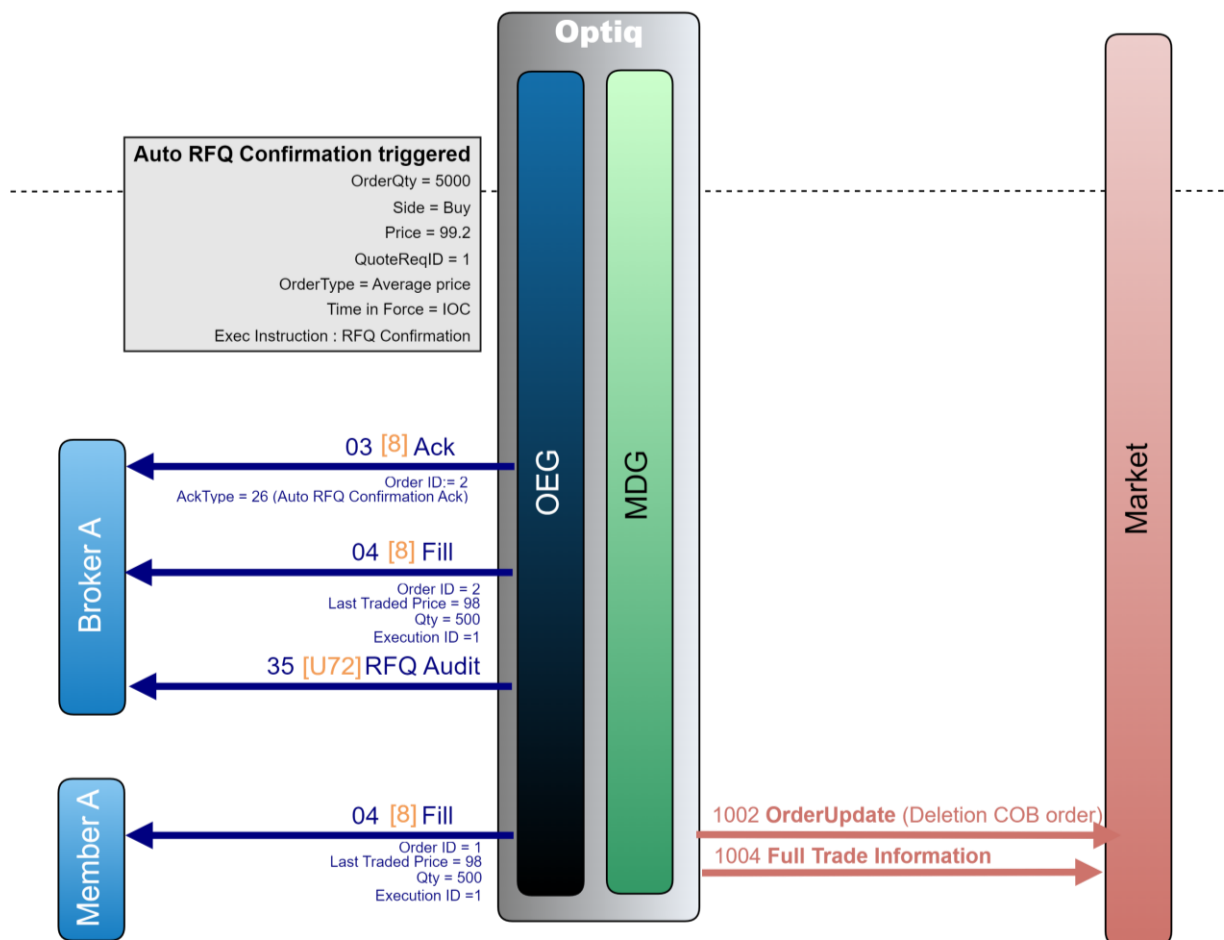 Optiq
Auto RFQ Confirmation triggered
OrderQty = 5000
Side = Buy
Price = 99.2
QuoteReqID = 1
OrderType = Average price
Time in Force = IOC
Exec Instruction : RFQ Confirmation
OEG
MDG
Market
Broker A
03 [8] Ack
Order ID:= 2
AckType = 26 (Auto RFQ Confirmation Ack)
04 [8] Fill
Order ID = 2
Last Traded Price = 98
Qty = 500
Execution ID =1
35 [U72] RFQ Audit
Member A
04 [8] Fill
Order ID = 1
Last Traded Price = 98
Qty = 500
Execution ID =1
1002 OrderUpdate (Deletion COB order)
1004 Full Trade Information